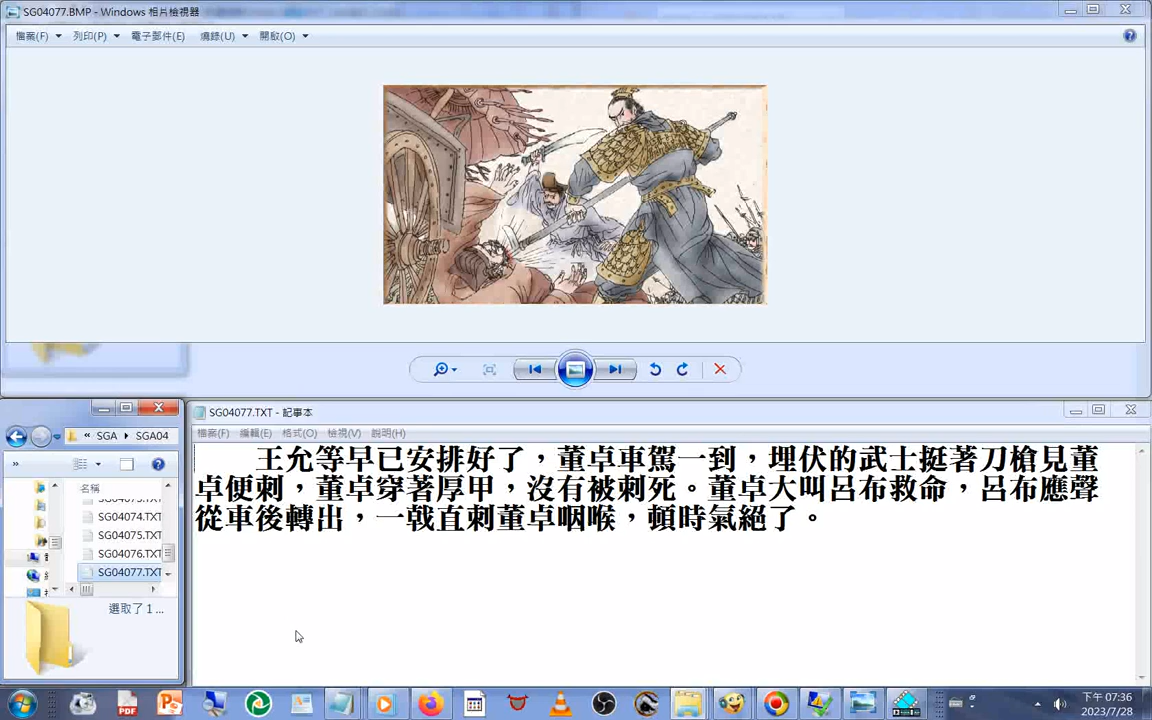 SG04077.BMP - Windows 相片檢視器
檔案(F) 列印(P) 電子郵件(E) 燒錄(U) 開啟(O)
SG04077.TXT - 記事本
檔案(F) 編輯(E) 格式(O) 檢視(V) 說明(H)
王允等早已安排好了，董卓車駕一到，埋伏的武士挺著刀槍見董
卓便刺，董卓穿著厚甲，沒有被刺死。董卓大叫呂布救命，呂布應聲
從車後轉出，一戟直刺董卓咽喉，頓時氣絕了。
« SGA ▸ SGA04
»
名稱
SG04074.TXT
SG04075.TXT
SG04076.TXT
SG04077.TXT
選取了 1 ...
PDF
下午 07:36
2023/7/28